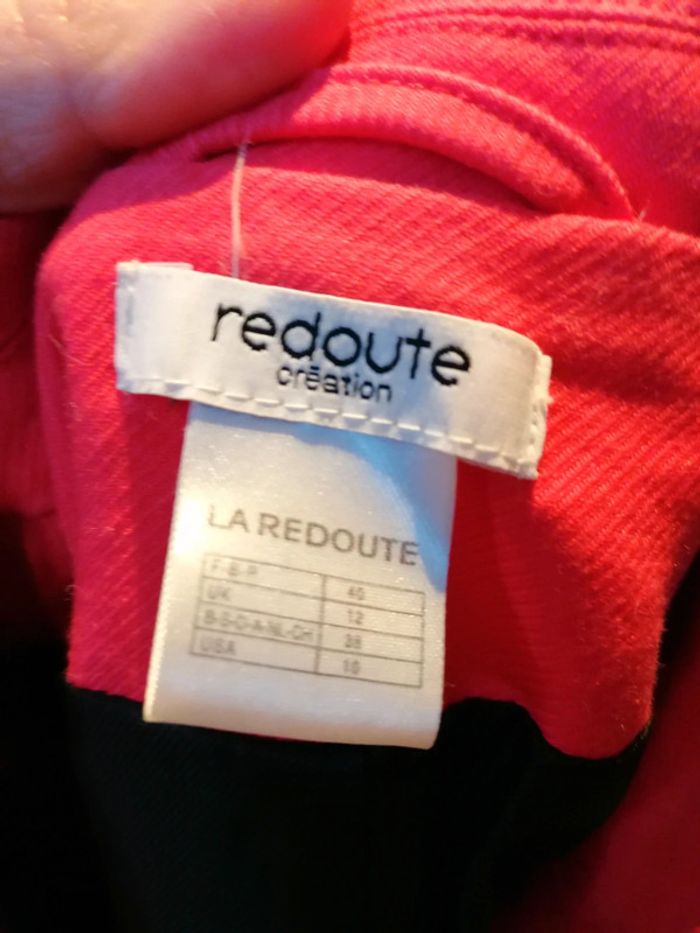 redoute
création
LA REDOUTE
F-B-P 40
UK 12
B-S-D-A-NL-CH 38
USA 10